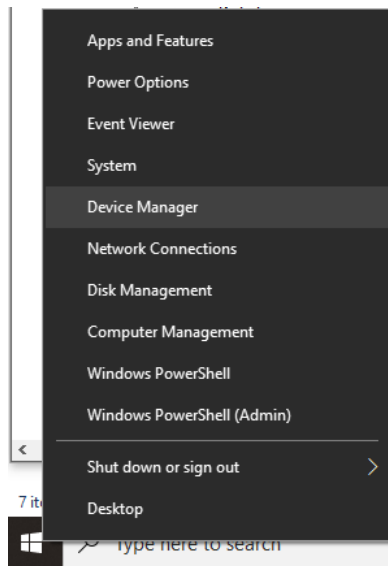 Apps and Features
Power Options
Event Viewer
System
Device Manager
Network Connections
Disk Management
Computer Management
Windows PowerShell
Windows PowerShell (Admin)
Shut down or sign out
7
Desktop
Type here to search